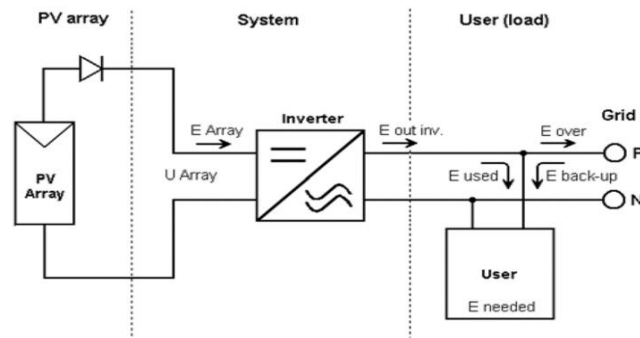 PV array
System
User (load)
PV
Array
E Array
U Array
Inverter
E out inv.
E over
Grid
E used
E back-up
N
User
E needed